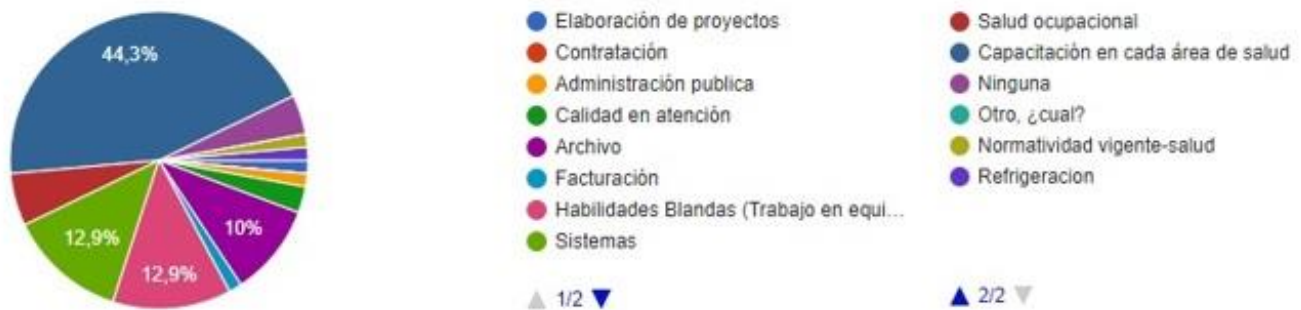 44,3%
12,9%
12,9%
10%
Elaboración de proyectos
Contratación
Administración publica
Calidad en atención
Archivo
Facturación
Habilidades Blandas (Trabajo en equi...
Sistemas
1/2
Salud ocupacional
Capacitación en cada área de salud
Ninguna
Otro, ¿cual?
Normatividad vigente-salud
Refrigeracion
2/2